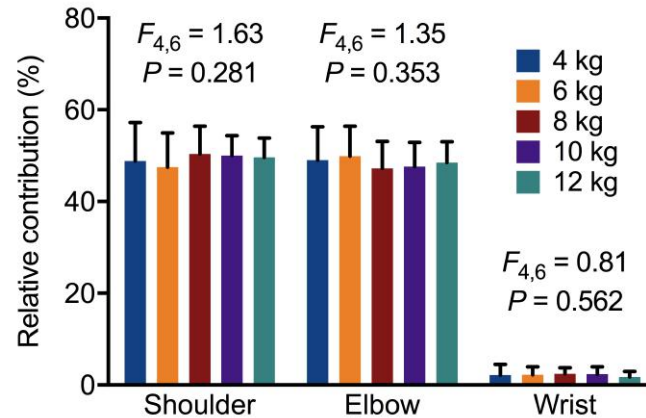 Relative contribution (%)
80
60
40
20
0
F4,6 = 1.63
P = 0.281
F4,6 = 1.35
P = 0.353
4 kg
6 kg
8 kg
10 kg
12 kg
F4,6 = 0.81
P = 0.562
Shoulder Elbow Wrist